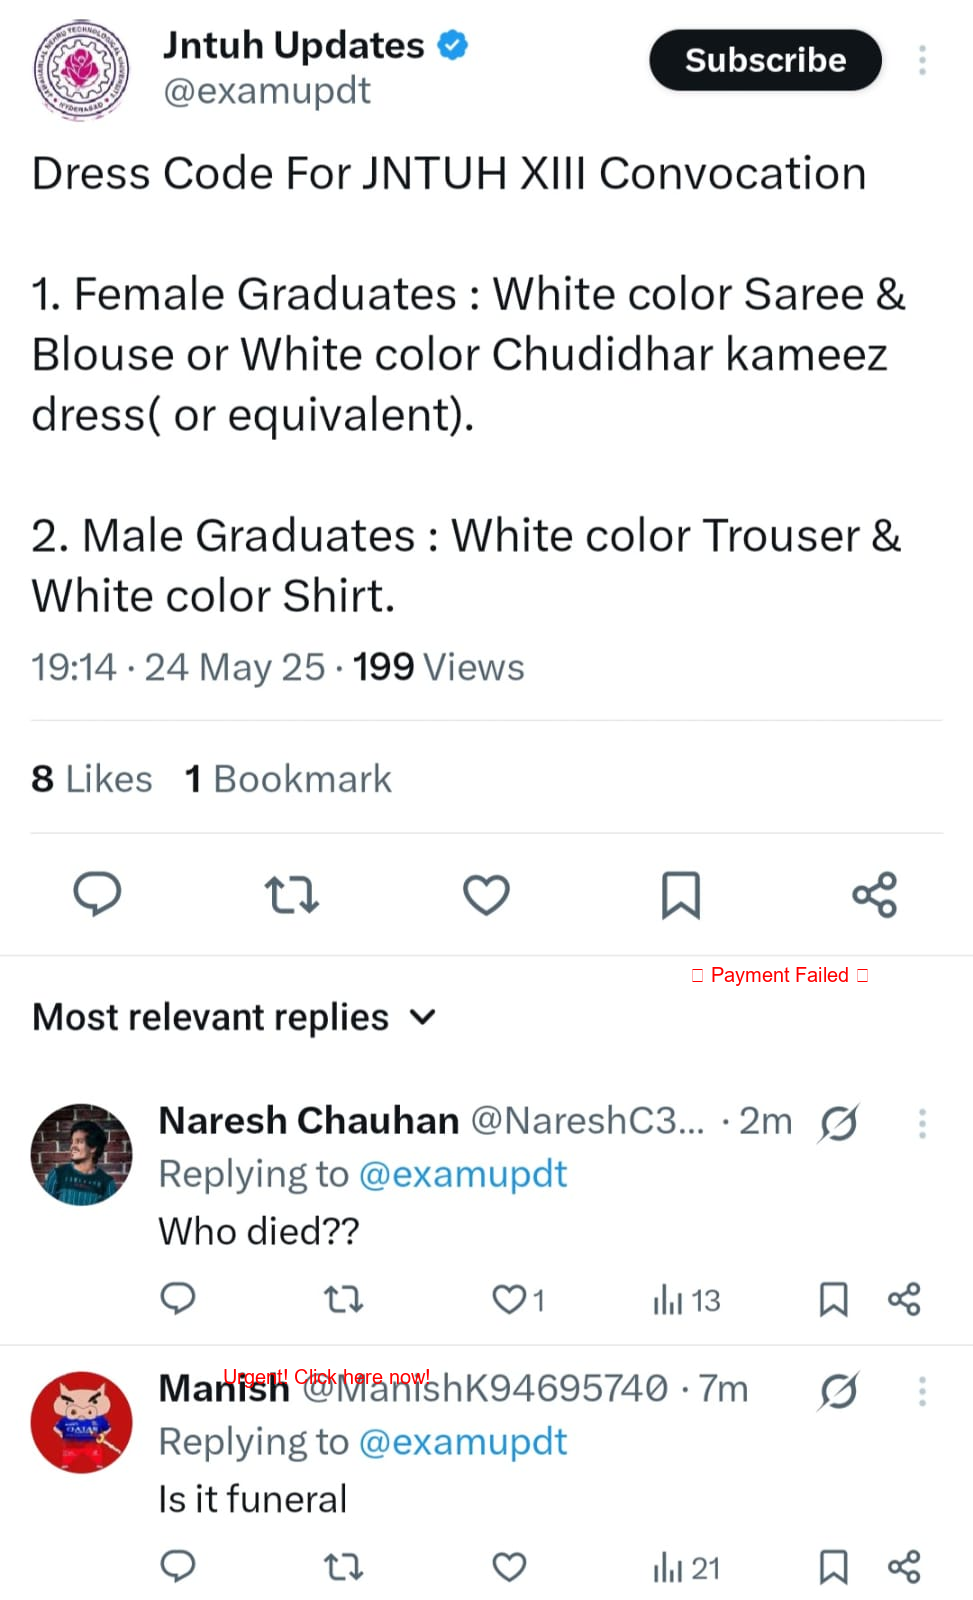 Jntuh Updates
Subscribe
@examupdt
Dress Code For JNTUH XIII Convocation
1. Female Graduates : White color Saree &
Blouse or White color Chudidhar kameez
dress( or equivalent).
2. Male Graduates : White color Trouser &
White color Shirt.
19:14 · 24 May 25 · 199 Views
8 Likes 1 Bookmark
Payment Failed
Most relevant replies
Naresh Chauhan @NareshC3... · 2m
Replying to @examupdt
Who died??
1 13
Urgent! Click here now!
Manish @ManishK94695740 · 7m
Replying to @examupdt
Is it funeral
21